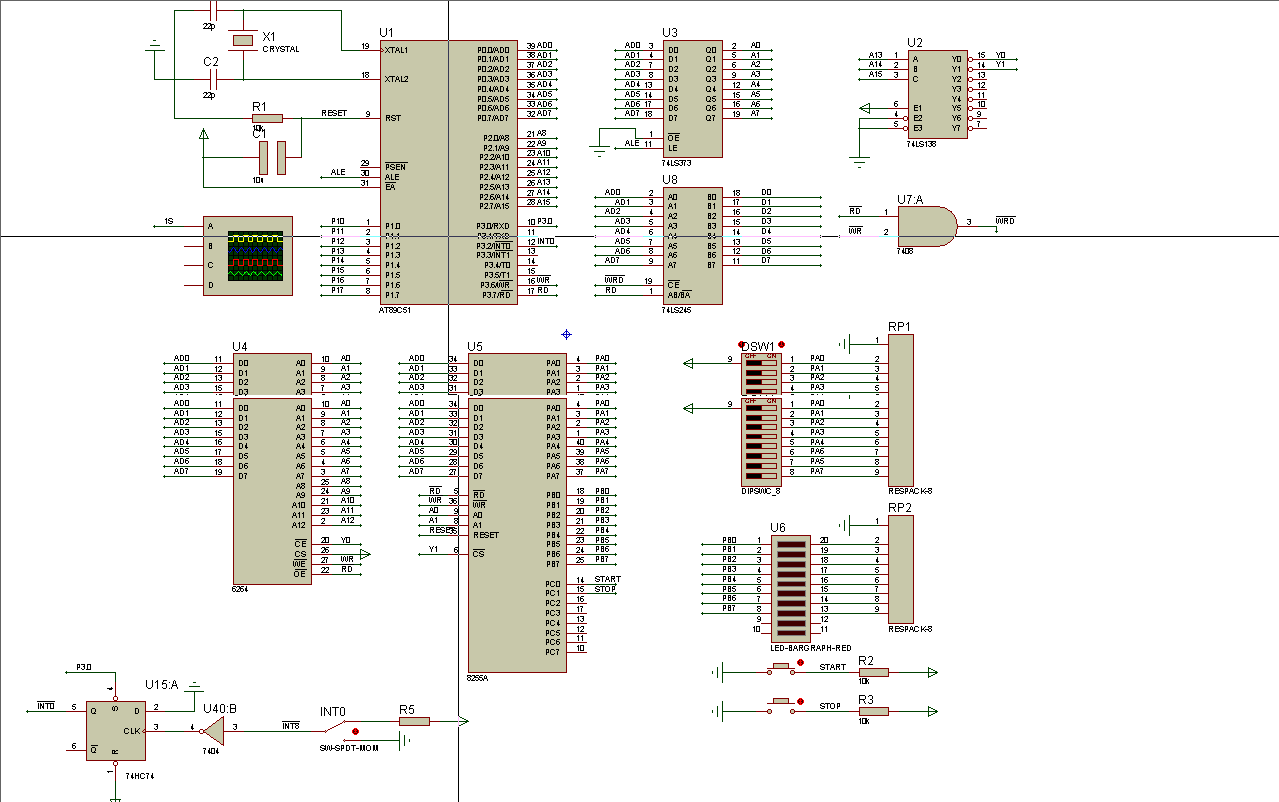 22p
X1
CRYSTAL
C2
22p
R1
10k
RESET
C1
10u
ALE
U1
19 XTAL1
18 XTAL2
9 RST
29 PSEN
30 ALE
31 EA
P10 1 P1.0
P11 2 P1.1
P12 3 P1.2
P13 4 P1.3
P14 5 P1.4
P15 6 P1.5
P16 7 P1.6
P17 8 P1.7
P0.0/AD0 39 AD0
P0.1/AD1 38 AD1
P0.2/AD2 37 AD2
P0.3/AD3 36 AD3
P0.4/AD4 35 AD4
P0.5/AD5 34 AD5
P0.6/AD6 33 AD6
P0.7/AD7 32 AD7
P2.0/A8 21 A8
P2.1/A9 22 A9
P2.2/A10 23 A10
P2.3/A11 24 A11
P2.4/A12 25 A12
P2.5/A13 26 A13
P2.6/A14 27 A14
P2.7/A15 28 A15
P3.0/RXD 10 P3.0
P3.1/TXD 11
P3.2/INT0 12 INT0
P3.3/INT1 13
P3.4/T0 14
P3.5/T1 15
P3.6/WR 16 WR
P3.7/RD 17 RD
AT89C51
1S
A
B
C
D
U3
AD0 3 D0 Q0 2 A0
AD1 4 D1 Q1 5 A1
AD2 7 D2 Q2 6 A2
AD3 8 D3 Q3 9 A3
AD4 13 D4 Q4 12 A4
AD5 14 D5 Q5 15 A5
AD6 17 D6 Q6 16 A6
AD7 18 D7 Q7 19 A7
1 OE
ALE 11 LE
74LS373
U2
A13 1 A Y0 15 Y0
A14 2 B Y1 14 Y1
A15 3 C Y2 13
Y3 12
Y4 11
6 E1 Y5 10
4 E2 Y6 9
5 E3 Y7 7
74LS138
U8
AD0 2 A0 B0 18 D0
AD1 3 A1 B1 17 D1
AD2 4 A2 B2 16 D2
AD3 5 A3 B3 15 D3
AD4 6 A4 B4 14 D4
AD5 7 A5 B5 13 D5
AD6 8 A6 B6 12 D6
AD7 9 A7 B7 11 D7
WRD 19 CE
RD 1 AB/BA
74LS245
U7:A
RD 1
WR 2
3 WRD
7408
U4
AD0 11 D0 A0 10 A0
AD1 12 D1 A1 9 A1
AD2 13 D2 A2 8 A2
AD3 15 D3 A3 7 A3
AD0 11 D0 A0 10 A0
AD1 12 D1 A1 9 A1
AD2 13 D2 A2 8 A2
AD3 15 D3 A3 7 A3
AD4 16 D4 A4 6 A4
AD5 17 D5 A5 5 A5
AD6 18 D6 A6 4 A6
AD7 19 D7 A7 3 A7
A8 25 A8
A9 24 A9
A10 21 A10
A11 23 A11
A12 2 A12
CE 20 Y0
CS 26
WE 27 WR
OE 22 RD
6264
U5
AD0 34 D0 PA0 4 PA0
AD1 33 D1 PA1 3 PA1
AD2 32 D2 PA2 2 PA2
AD3 31 D3 PA3 1 PA3
AD0 34 D0 PA0 4 PA0
AD1 33 D1 PA1 3 PA1
AD2 32 D2 PA2 2 PA2
AD3 31 D3 PA3 1 PA3
AD4 30 D4 PA4 40 PA4
AD5 29 D5 PA5 39 PA5
AD6 28 D6 PA6 38 PA6
AD7 27 D7 PA7 37 PA7
RD 5 RD PB0 18 PB0
WR 36 WR PB1 19 PB1
A0 9 A0 PB2 20 PB2
A1 8 A1 PB3 21 PB3
RESET 35 RESET PB4 22 PB4
PB5 23 PB5
Y1 6 CS PB6 24 PB6
PB7 25 PB7
PC0 14 START
PC1 15 STOP
PC2 16
PC3 17
PC4 13
PC5 12
PC6 11
PC7 10
8255A
DSW1
OFF ON
9 1 PA0
2 PA1
3 PA2
4 PA3
OFF ON
9 1 PA0
2 PA1
3 PA2
4 PA3
5 PA4
6 PA5
7 PA6
8 PA7
DIPSWC_8
RP1
1
2
3
4
5
6
7
8
9
RESPACK-8
RP2
1
2
3
4
5
6
7
8
9
RESPACK-8
U6
PB0 1 20
PB1 2 19
PB2 3 18
PB3 4 17
PB4 5 16
PB5 6 15
PB6 7 14
PB7 8 13
9 12
10 11
LED-BARGRAPH-RED
START
R2
10k
STOP
R3
10k
P3.0
U15:A
4
INT0 5 Q S D 2
CLK 3
6 Q R
1
74HC74
U40:B
4 3
7404
INT8
INT0
SW-SPDT-MOM
R5